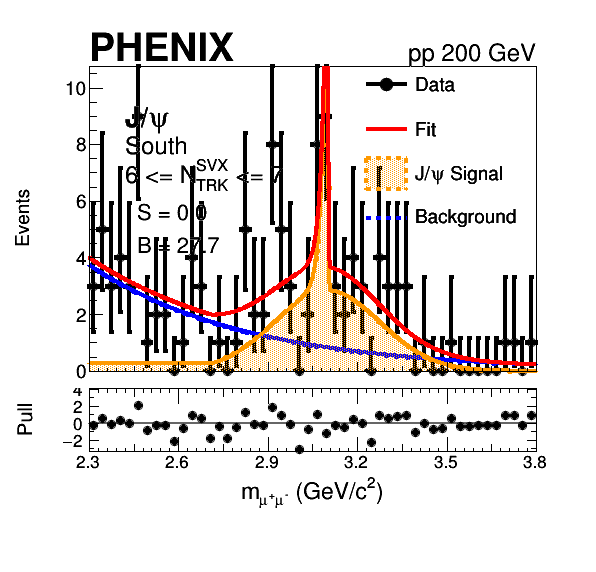 PHENIX
pp 200 GeV
J/ψ
South
6 <= N^SVX_TRK <= 7
S = 0.0
B = 27.7
Data
Fit
J/ψ Signal
Background
Events
10
8
6
4
2
0
Pull
4
2
0
−2
2.3 2.6 2.9 3.2 3.5 3.8
m_μ⁺μ⁻ (GeV/c²)